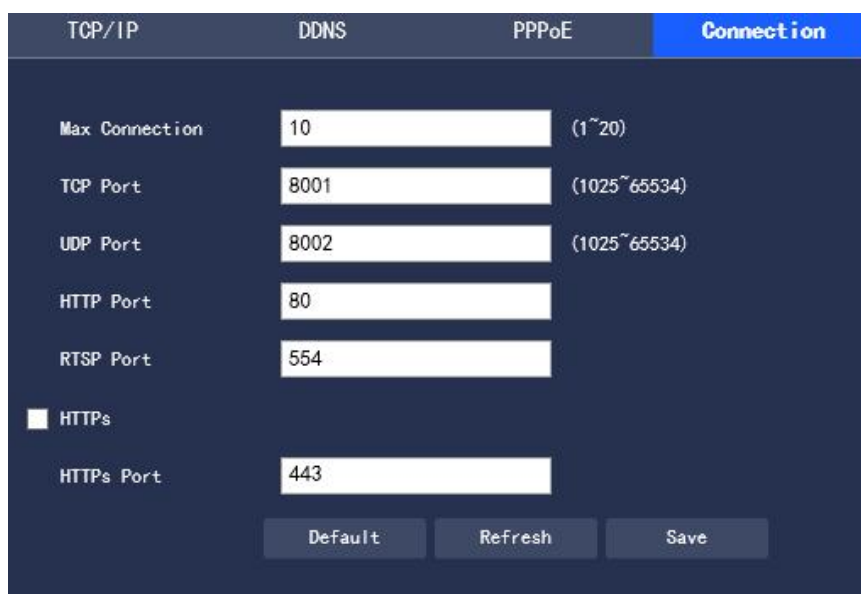 TCP/IP DDNS PPPoE Connection
Max Connection 10 (1~20)
TCP Port 8001 (1025~65534)
UDP Port 8002 (1025~65534)
HTTP Port 80
RTSP Port 554
HTTPs
HTTPs Port 443
Default Refresh Save